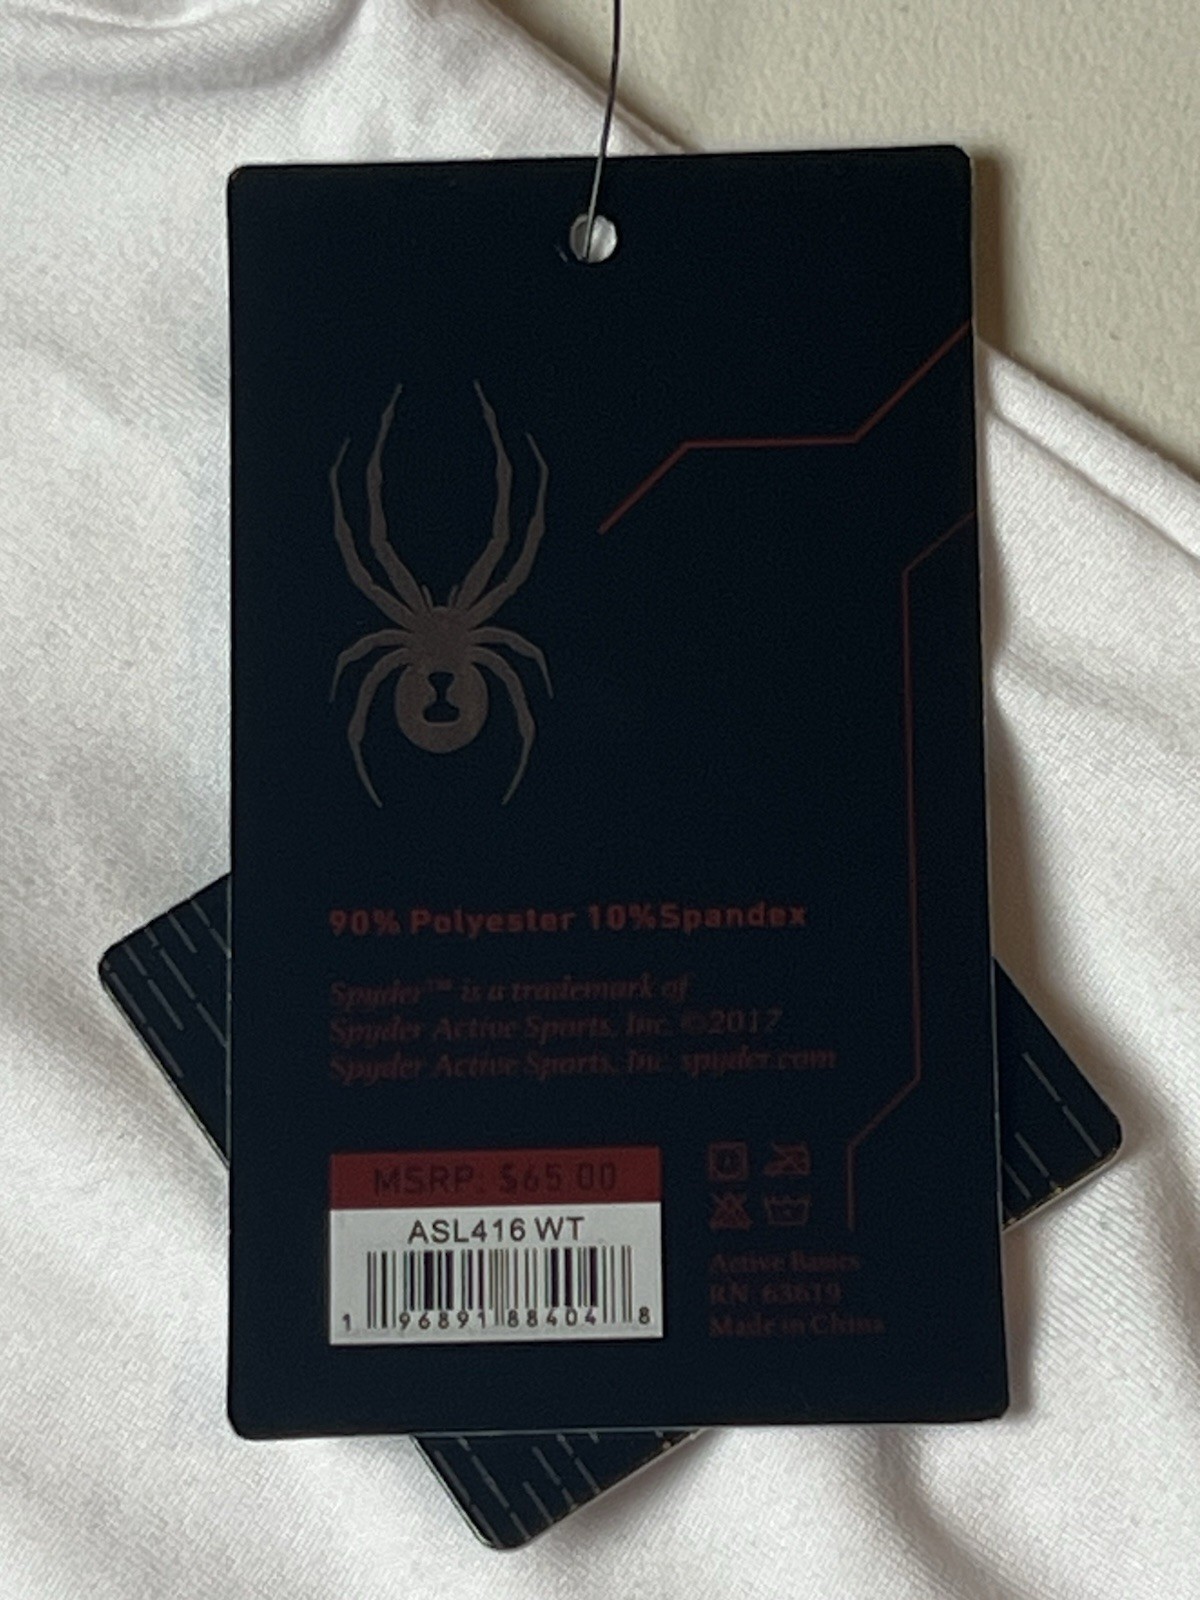 90% Polyester 10%Spandex
Spyder™ is a trademark of
Spyder Active Sports, Inc. ©2017
Spyder Active Sports, Inc. spyder.com
MSRP: $65.00
ASL416 WT
1 96891 88404 8
Active Basics
RN: 63619
Made in China